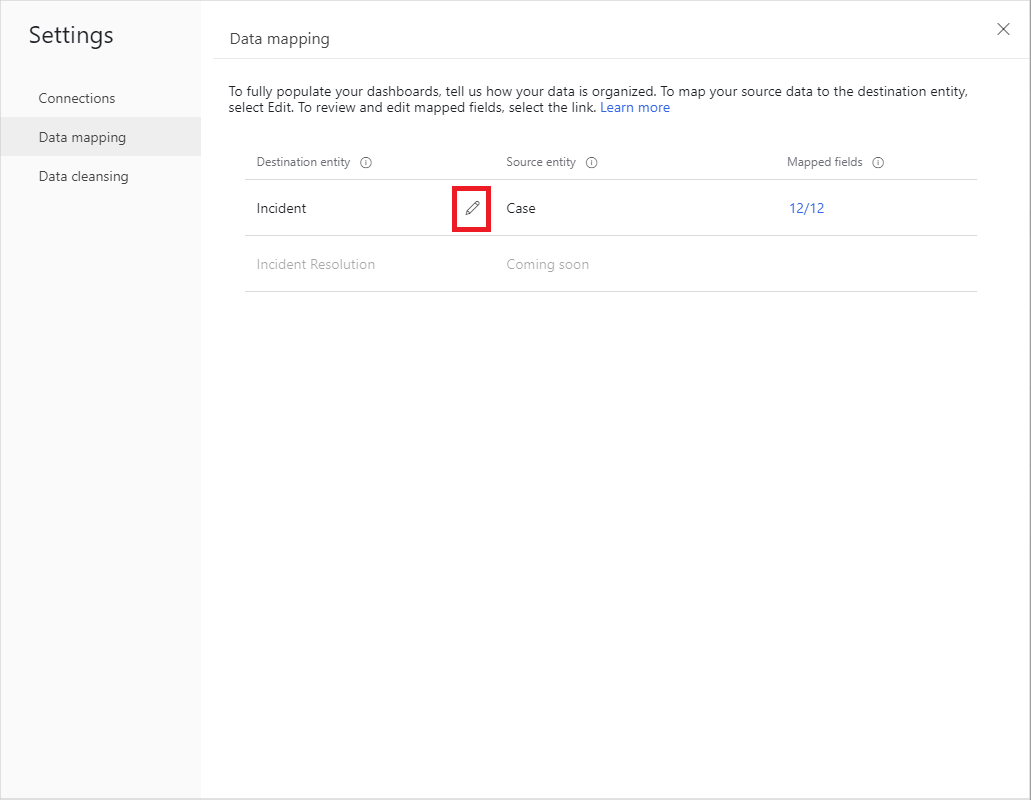 Settings
Data mapping
Connections
Data mapping
Data cleansing
To fully populate your dashboards, tell us how your data is organized. To map your source data to the destination entity,
select Edit. To review and edit mapped fields, select the link. Learn more
Destination entity Source entity Mapped fields
Incident Case 12/12
Incident Resolution Coming soon